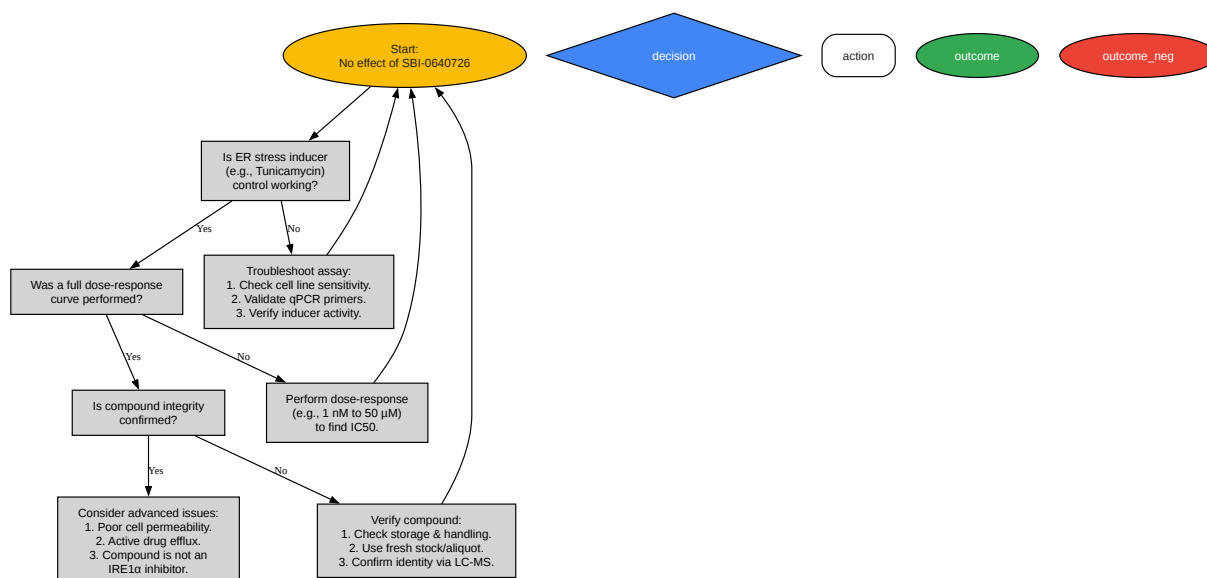 Start:
No effect of SBI-0640726
decision
action
outcome
outcome_neg
Is ER stress inducer
(e.g., Tunicamycin)
control working?
Yes
No
Was a full dose-response
curve performed?
Troubleshoot assay:
1. Check cell line sensitivity.
2. Validate qPCR primers.
3. Verify inducer activity.
Yes
No
Is compound integrity
confirmed?
Perform dose-response
(e.g., 1 nM to 50 µM)
to find IC50.
Yes
No
Consider advanced issues:
1. Poor cell permeability.
2. Active drug efflux.
3. Compound is not an
IRE1α inhibitor.
Verify compound:
1. Check storage & handling.
2. Use fresh stock/aliquot.
3. Confirm identity via LC-MS.